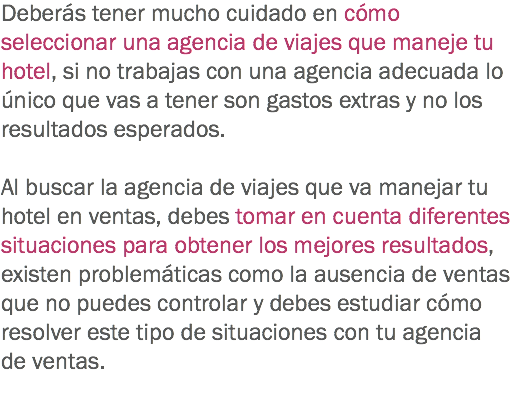 Deberás tener mucho cuidado en cómo
seleccionar una agencia de viajes que maneje tu
hotel, si no trabajas con una agencia adecuada lo
único que vas a tener son gastos extras y no los
resultados esperados.
Al buscar la agencia de viajes que va manejar tu
hotel en ventas, debes tomar en cuenta diferentes
situaciones para obtener los mejores resultados,
existen problemáticas como la ausencia de ventas
que no puedes controlar y debes estudiar cómo
resolver este tipo de situaciones con tu agencia
de ventas.